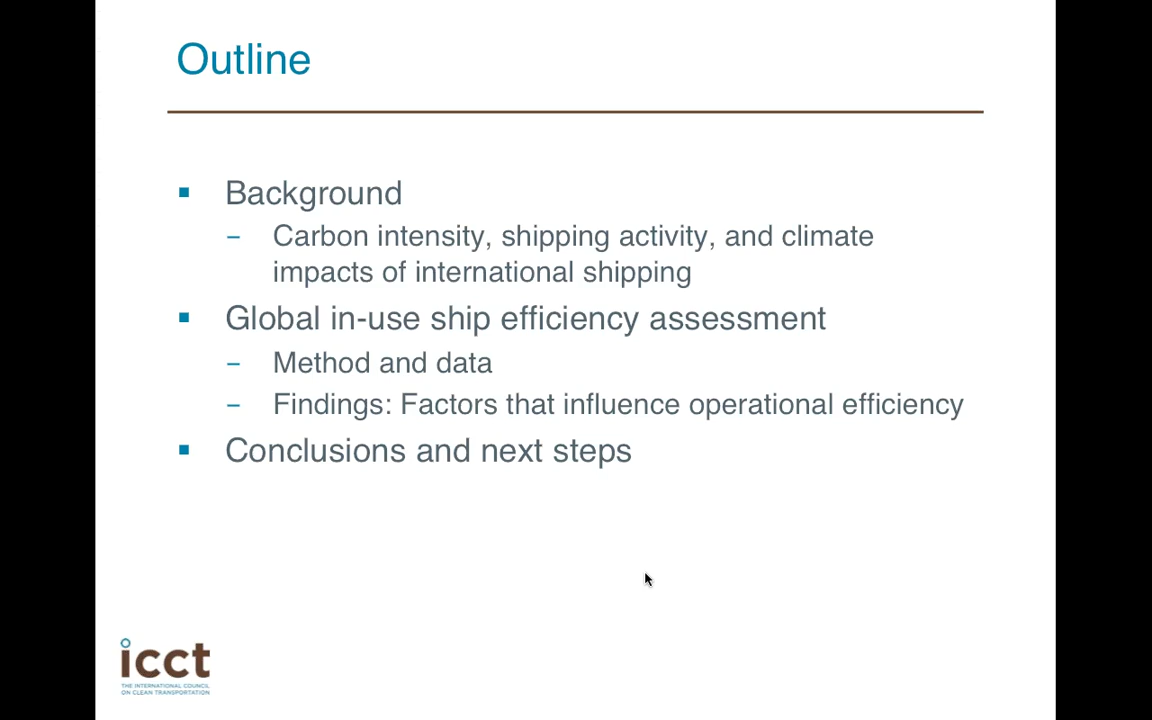 Outline
▪ Background
– Carbon intensity, shipping activity, and climate
impacts of international shipping
▪ Global in-use ship efficiency assessment
– Method and data
– Findings: Factors that influence operational efficiency
▪ Conclusions and next steps
icct
THE INTERNATIONAL COUNCIL
ON CLEAN TRANSPORTATION